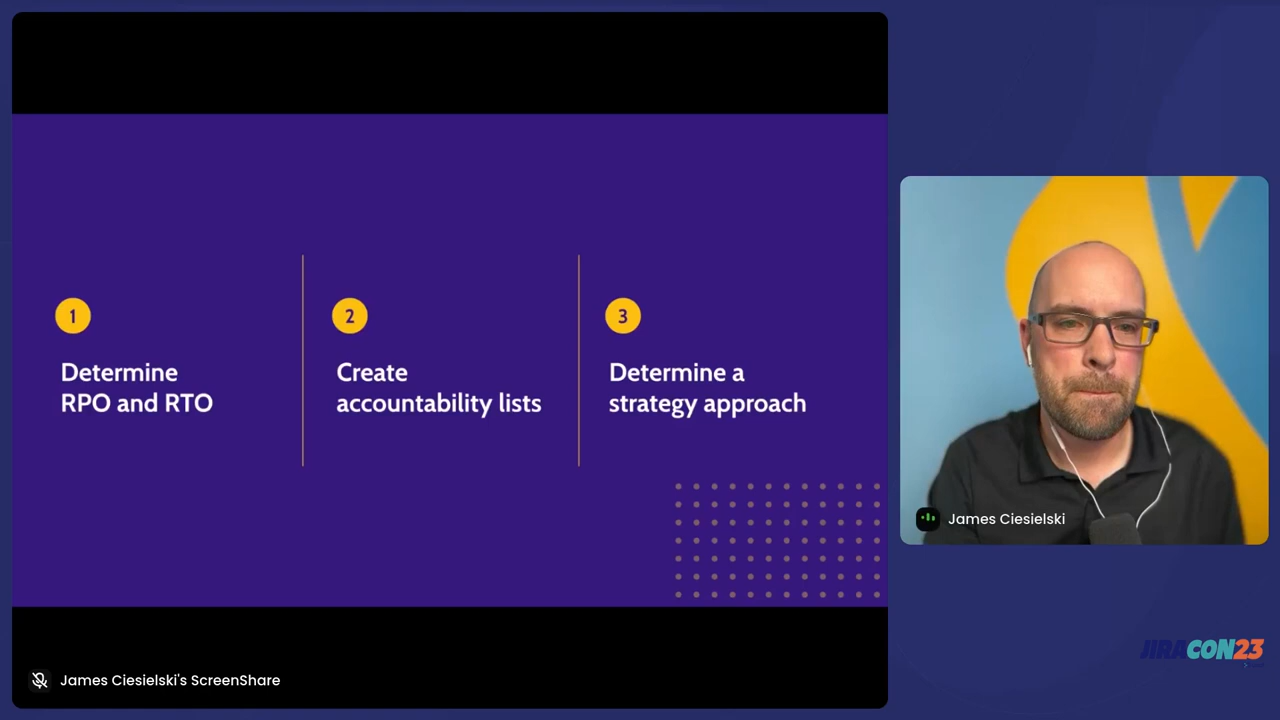 1
Determine
RPO and RTO
2
Create
accountability lists
3
Determine a
strategy approach
James Ciesielski
JIRACON23
James Ciesielski's ScreenShare